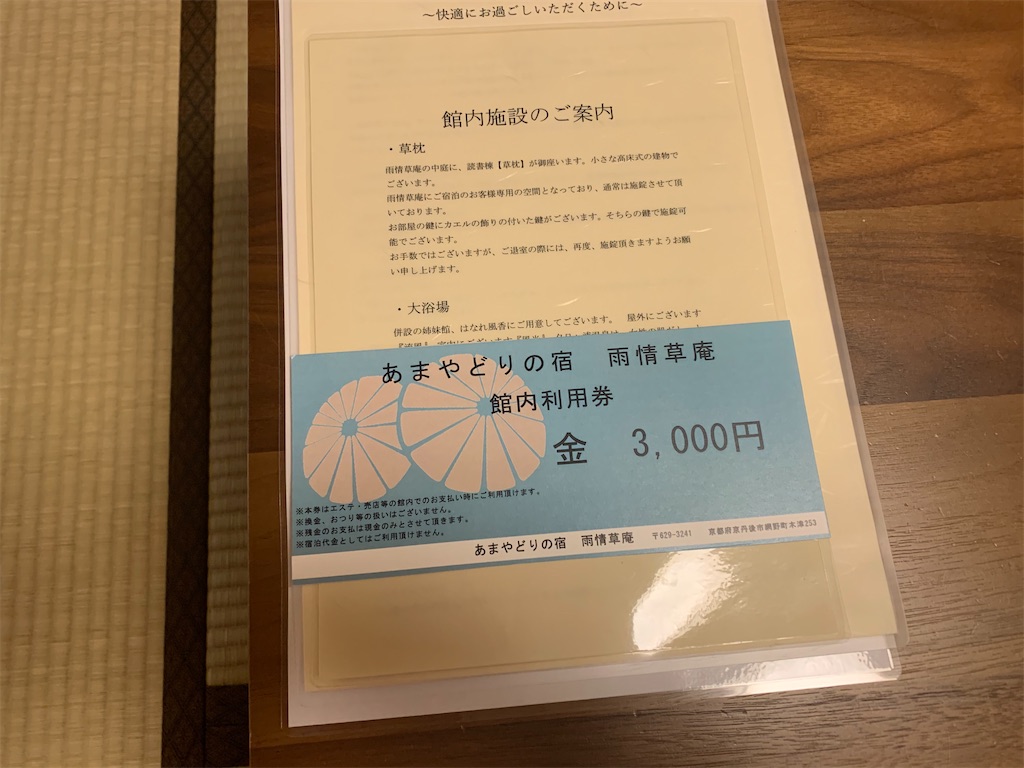 ～快適にお過ごしいただくために～
館内施設のご案内
・草枕
雨情草庵の中庭に、読書棟【草枕】が御座います。小さな高床式の建物で
ございます。
雨情草庵にご宿泊のお客様専用の空間となっており、通常は施錠させて頂
いております。
お部屋の鍵にカエルの飾りの付いた鍵がございます。そちらの鍵で施錠可
能でございます。
お手数ではございますが、ご退室の際には、再度、施錠頂きますようお願
い申し上げます。
・大浴場
併設の姉妹館、はなれ風香にご用意してございます。 屋外にございます
あまやどりの宿 雨情草庵
館内利用券
金 3,000円
※本券はエステ・売店等の館内でのお支払い時にご利用頂けます。
※換金、おつり等の扱いはございません。
※残金のお支払は現金のみとさせて頂きます。
※宿泊代金としてはご利用頂けません。
あまやどりの宿 雨情草庵 〒629-3241 京都府京丹後市網野町木津253